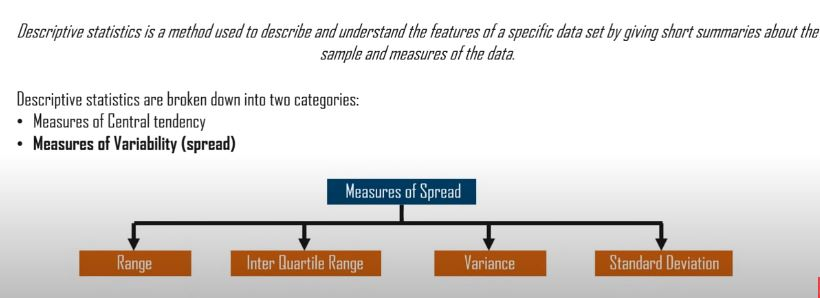 Descriptive statistics is a method used to describe and understand the features of a specific data set by giving short summaries about the
sample and measures of the data.
Descriptive statistics are broken down into two categories:
• Measures of Central tendency
• Measures of Variability (spread)
Measures of Spread
Range
Inter Quartile Range
Variance
Standard Deviation